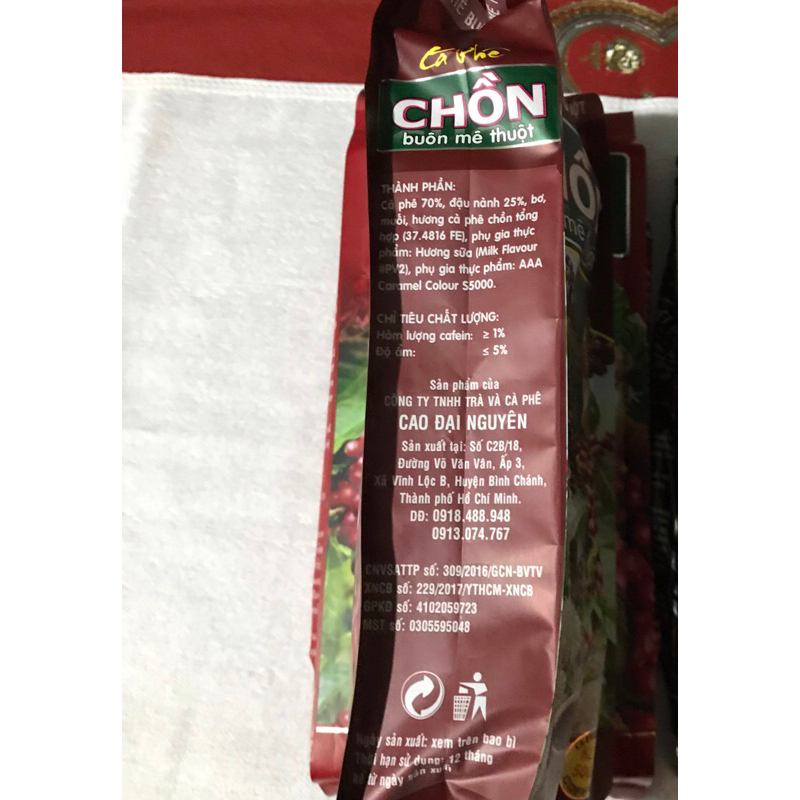 Cà Phê
CHỒN
buôn mê thuột
THÀNH PHẦN:
Cà phê 70%, đậu nành 25%, bơ,
muối, hương cà phê chồn tổng
hợp (37.4816 FE), phụ gia thực
phẩm: Hương sữa (Milk Flavour
#PV2), phụ gia thực phẩm: AAA
Caramel Colour S5000.
CHỈ TIÊU CHẤT LƯỢNG:
Hàm lượng cafein: ≥ 1%
Độ ẩm: ≤ 5%
Sản phẩm của
CÔNG TY TNHH TRÀ VÀ CÀ PHÊ
CAO ĐẠI NGUYÊN
Sản xuất tại: Số C2B/18,
Đường Võ Văn Vân, Ấp 3,
Xã Vĩnh Lộc B, Huyện Bình Chánh,
Thành phố Hồ Chí Minh.
DĐ: 0918.488.948
0913.074.767
CNVSATTP số: 309/2016/GCN-BVTV
XNCB số: 229/2017/YTHCM-XNCB
GPKD số: 4102059723
MST số: 0305595048
Ngày sản xuất: xem trên bao bì
Thời hạn sử dụng: 12 tháng
kể từ ngày sản xuất